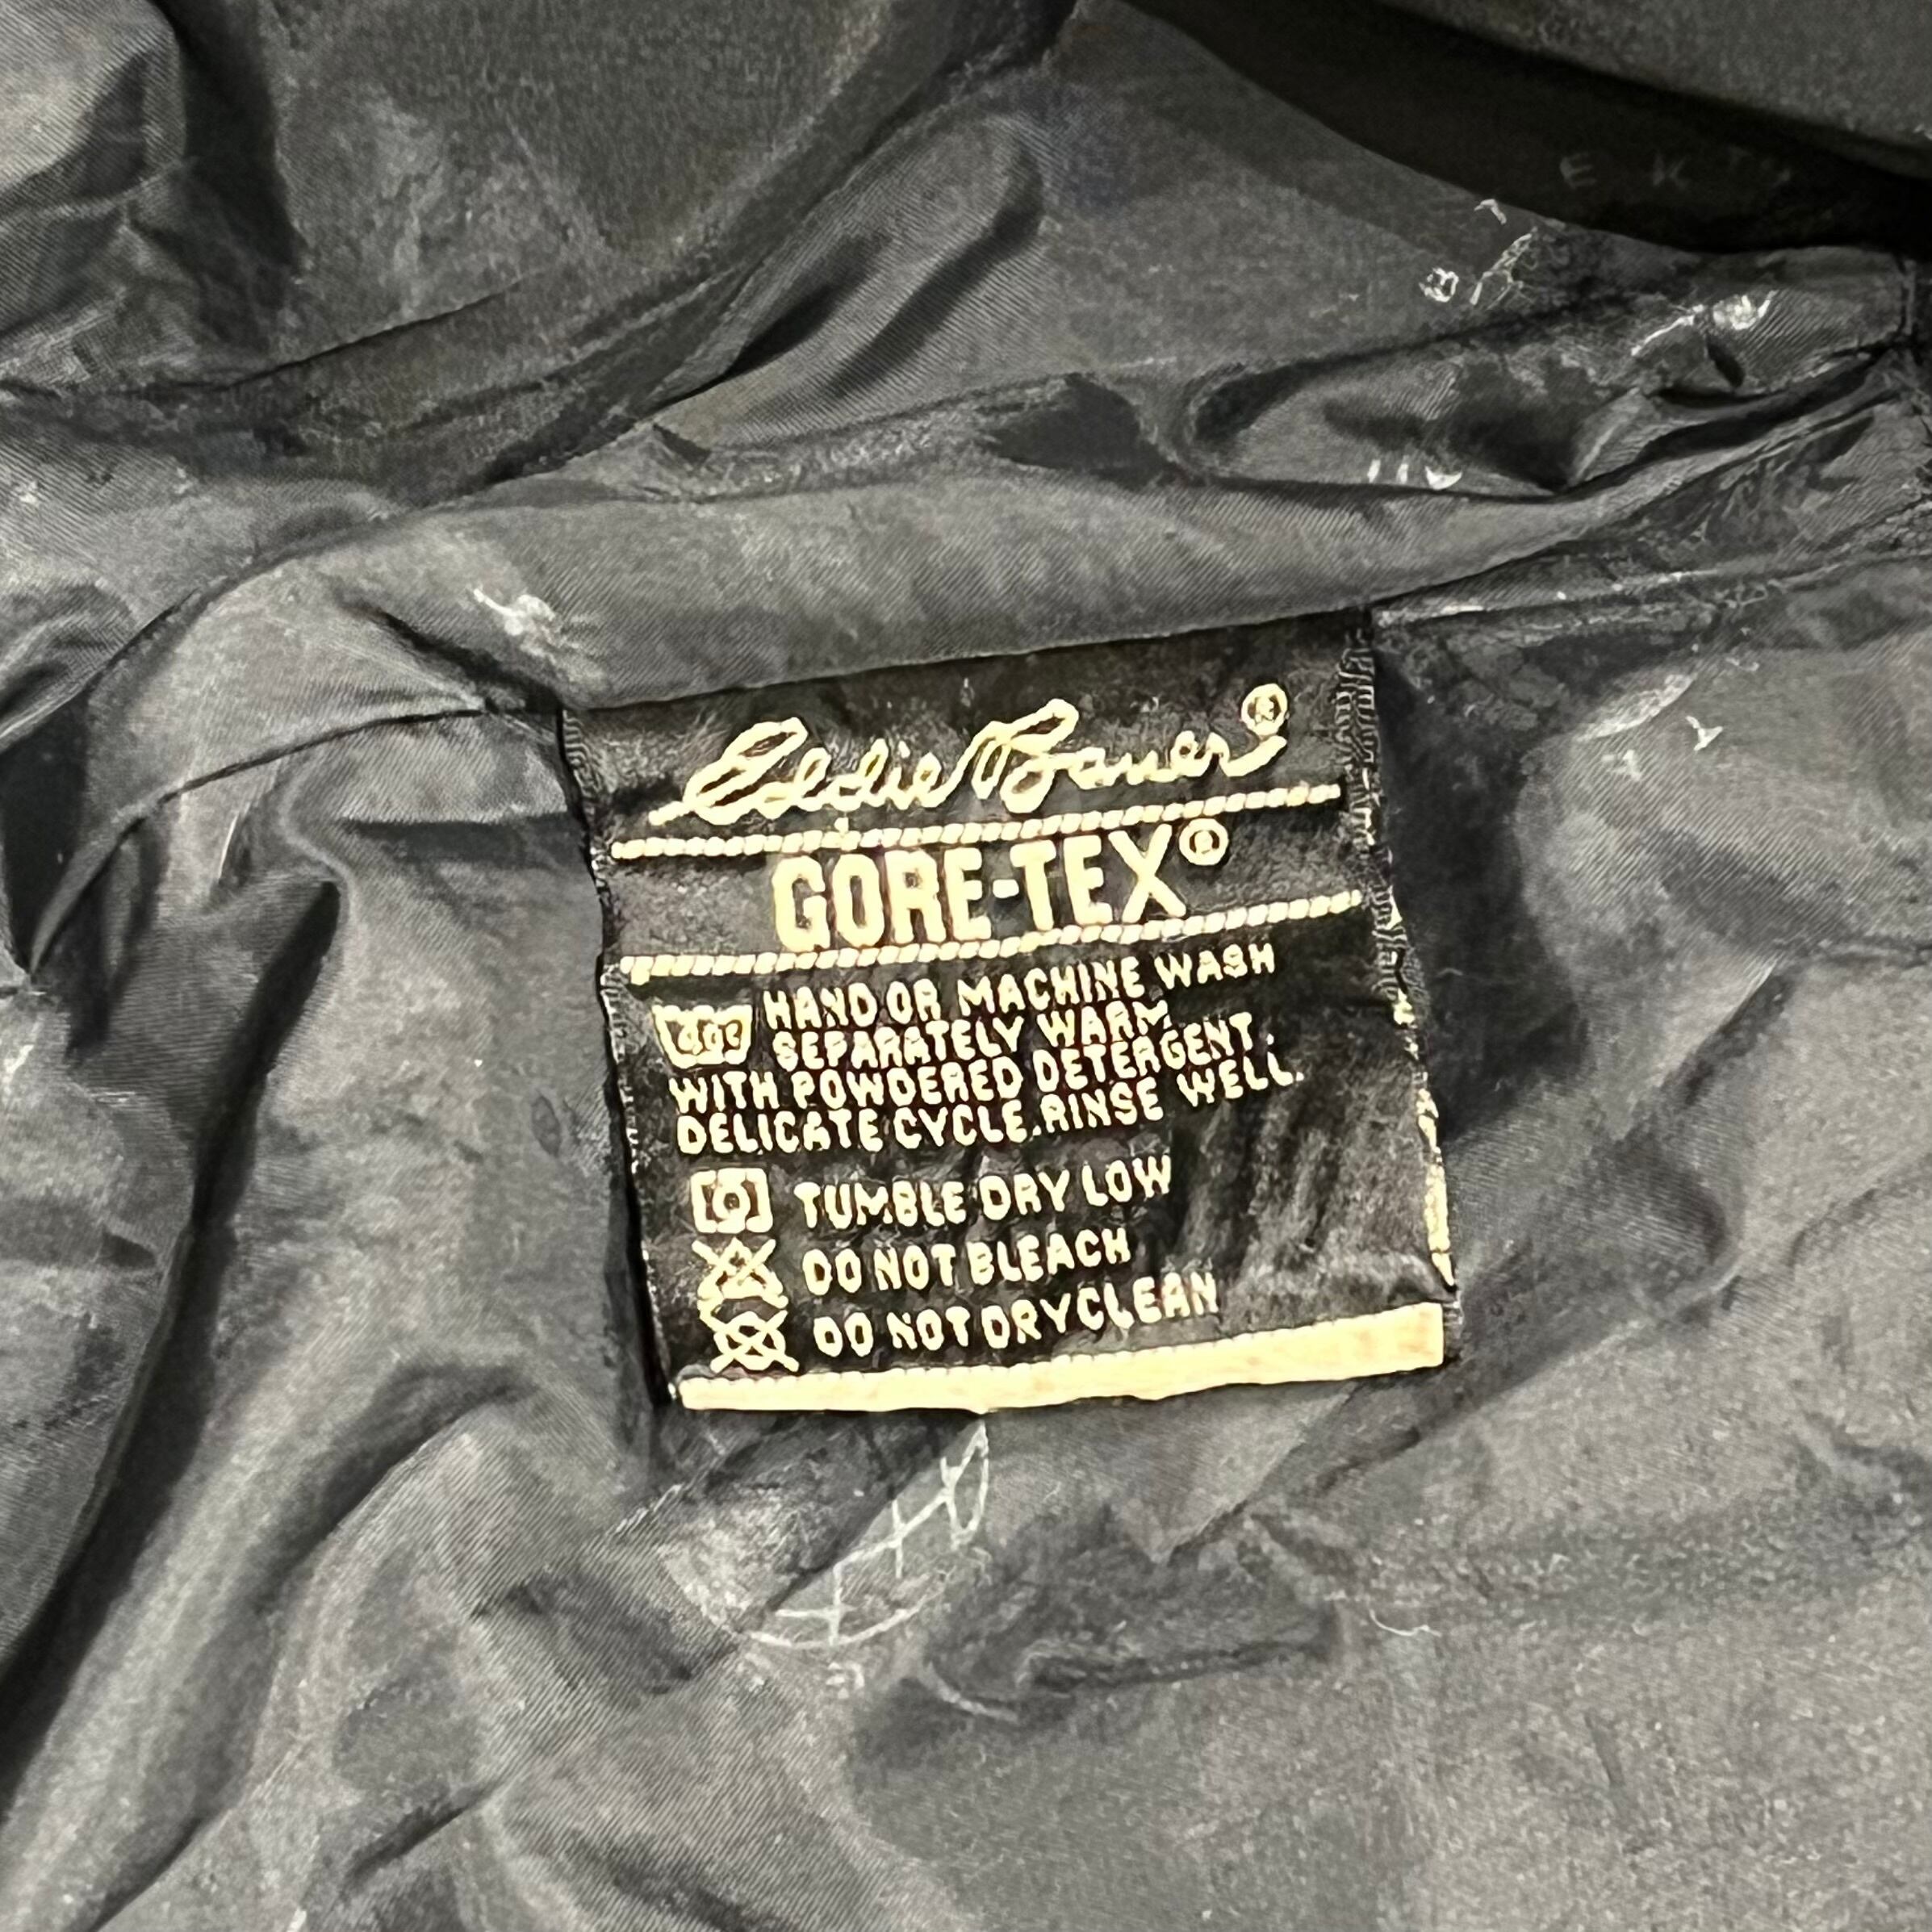 Eddie Bauer®
GORE-TEX®
HAND OR MACHINE WASH
SEPARATELY WARM
WITH POWDERED DETERGENT.
DELICATE CYCLE.RINSE WELL.
TUMBLE DRY LOW
DO NOT BLEACH
DO NOT DRYCLEAN